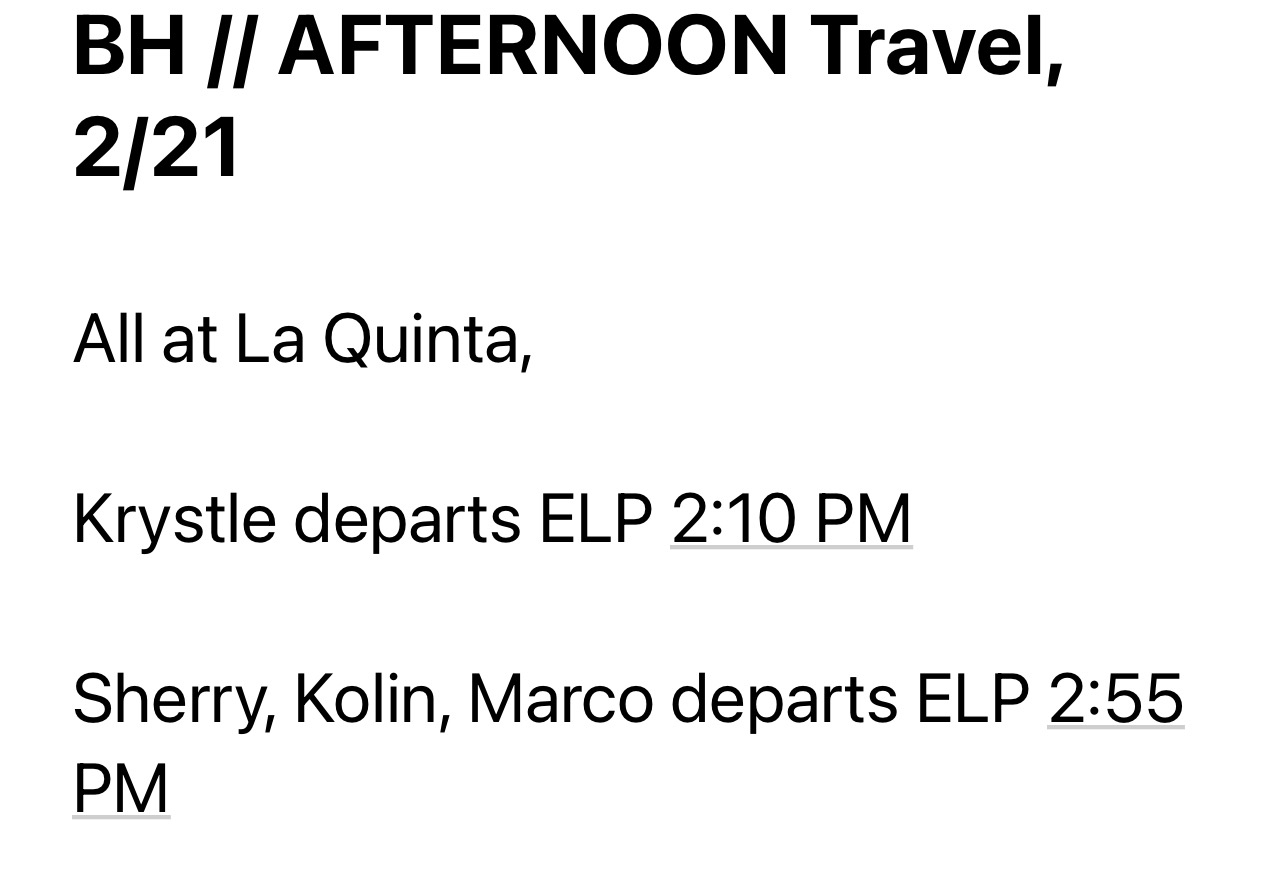 BH // AFTERNOON Travel,
2/21
All at La Quinta,
Krystle departs ELP 2:10 PM
Sherry, Kolin, Marco departs ELP 2:55
PM